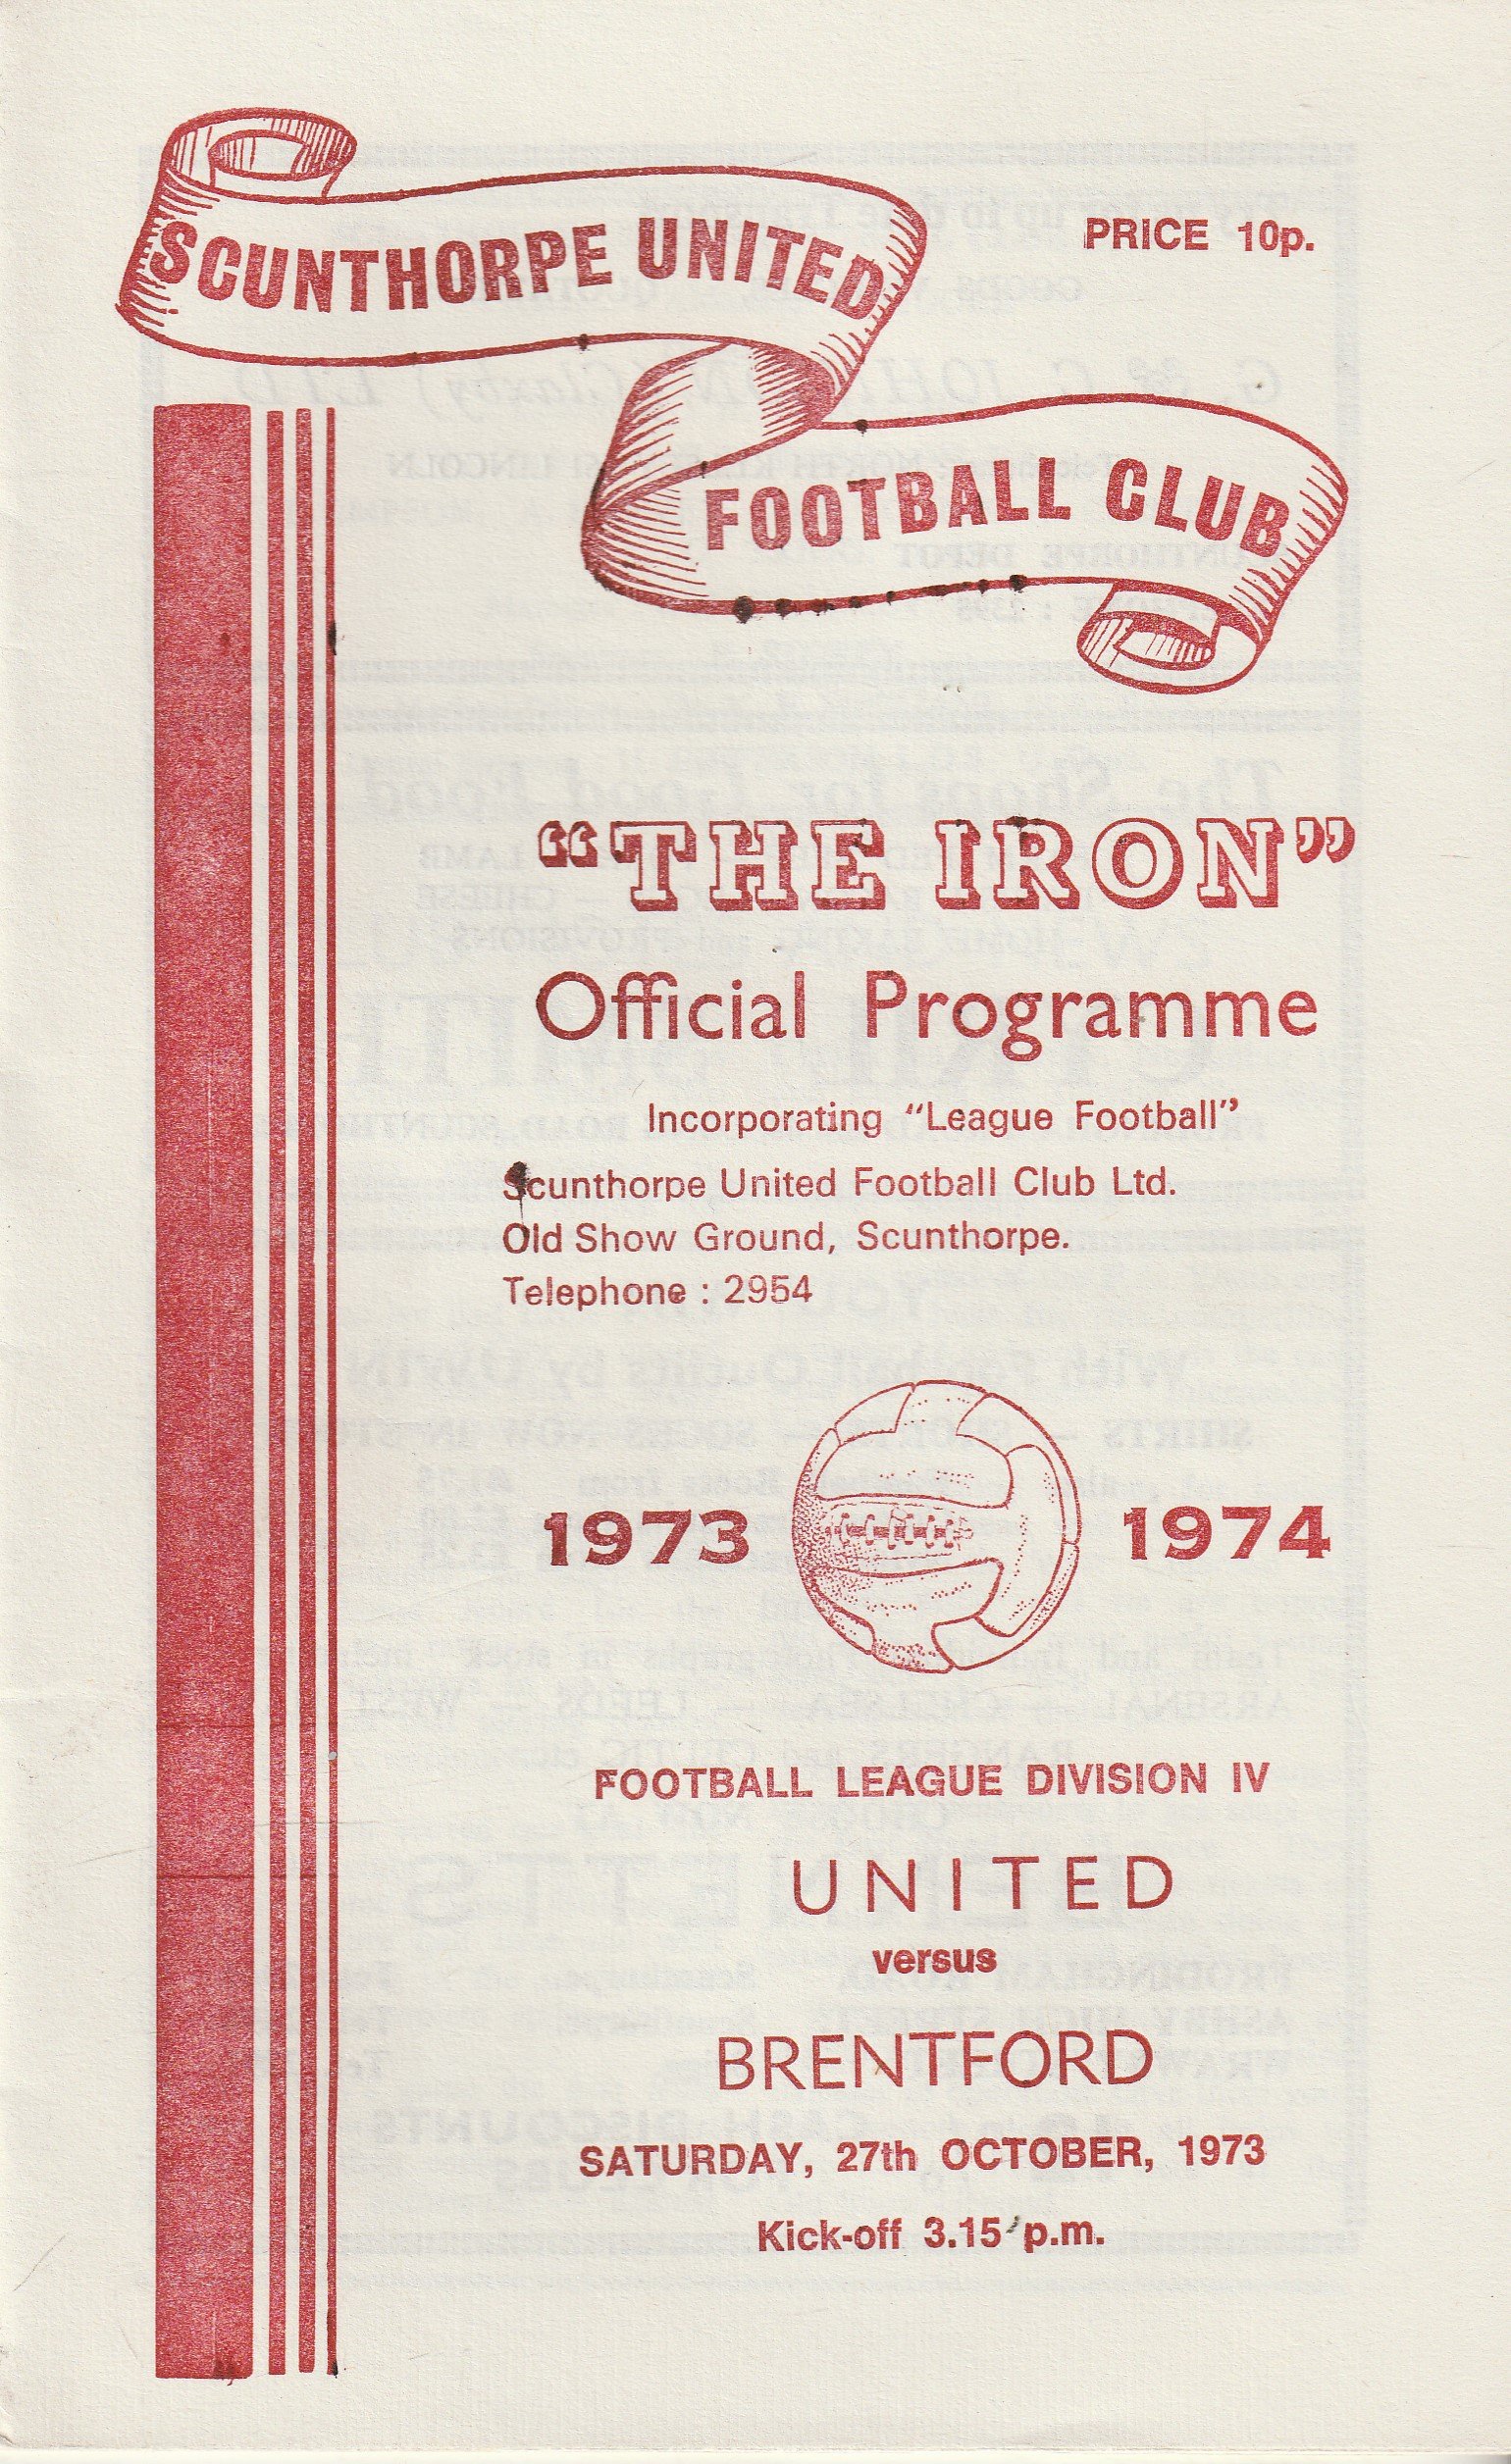 SCUNTHORPE UNITED
PRICE 10p.
FOOTBALL CLUB
“THE IRON”
Official Programme
Incorporating “League Football”
Scunthorpe United Football Club Ltd.
Old Show Ground, Scunthorpe.
Telephone : 2954
1973 1974
FOOTBALL LEAGUE DIVISION IV
UNITED
versus
BRENTFORD
SATURDAY, 27th OCTOBER, 1973
Kick-off 3.15 p.m.